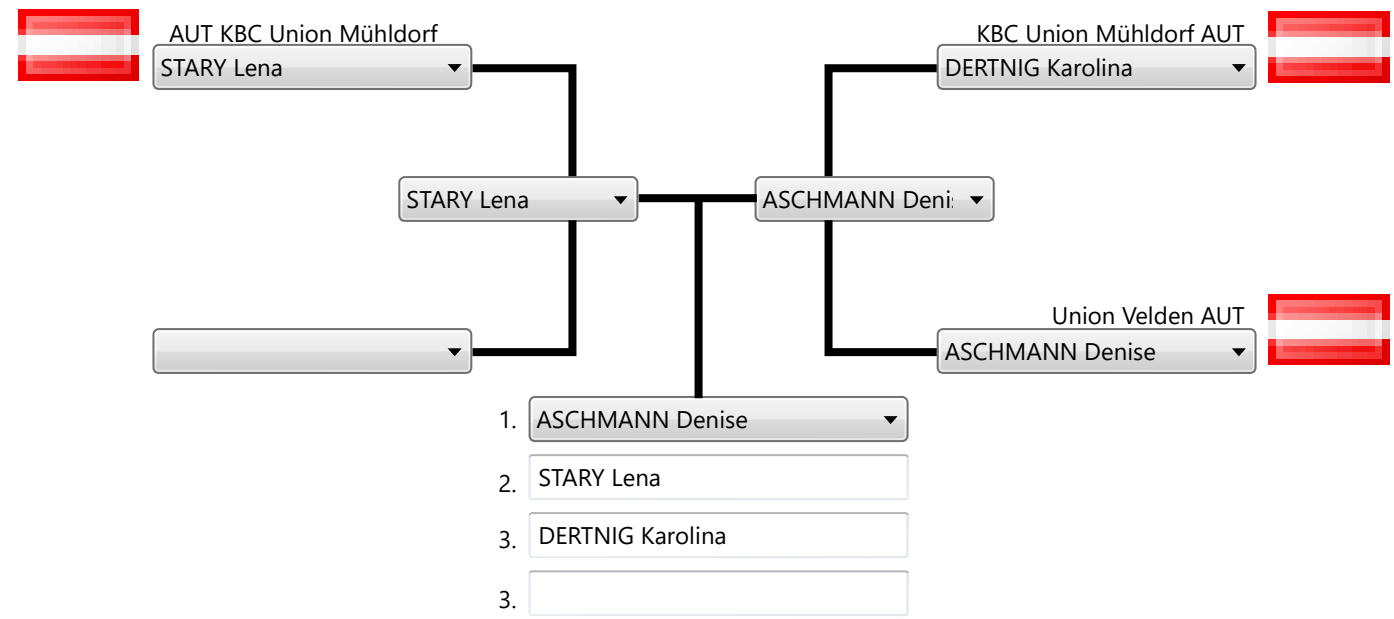 AUT KBC Union Mühldorf
STARY Lena
KBC Union Mühldorf AUT
DERTNIG Karolina
STARY Lena
ASCHMANN Deni
Union Velden AUT
ASCHMANN Denise
1. ASCHMANN Denise
2. STARY Lena
3. DERTNIG Karolina
3.